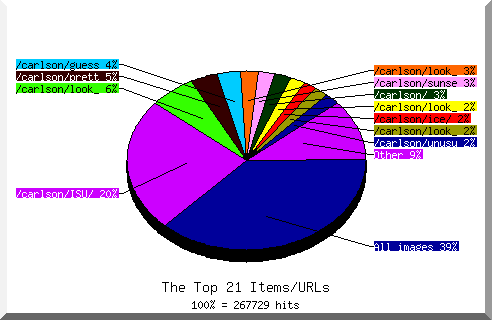 /carlson/guess 4%
/carlson/prett 5%
/carlson/look_ 6%
/carlson/ISU/ 20%
/carlson/look_ 3%
/carlson/sunse 3%
/carlson/ 3%
/carlson/look_ 2%
/carlson/ice/ 2%
/carlson/look_ 2%
/carlson/unusu 2%
Other 9%
All images 39%
The Top 21 Items/URLs
100% = 267729 hits